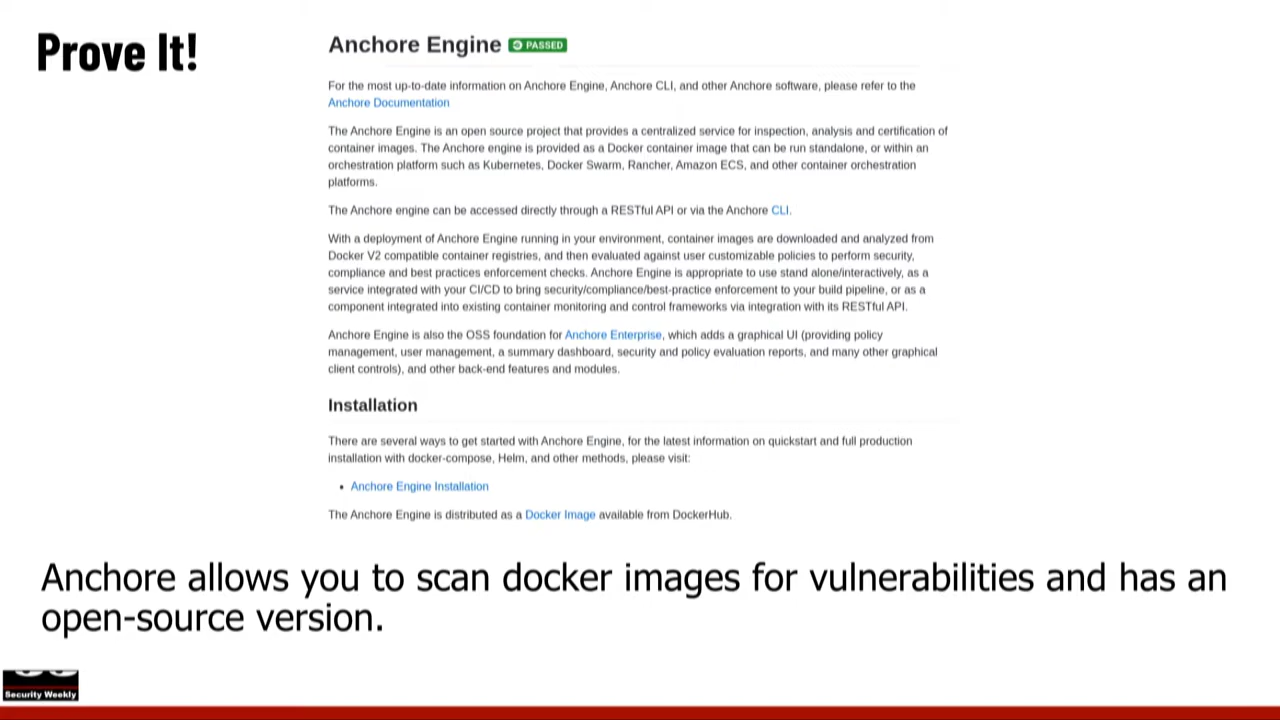 Prove It!
Anchore Engine PASSED
For the most up-to-date information on Anchore Engine, Anchore CLI, and other Anchore software, please refer to the
Anchore Documentation
The Anchore Engine is an open source project that provides a centralized service for inspection, analysis and certification of
container images. The Anchore engine is provided as a Docker container image that can be run standalone, or within an
orchestration platform such as Kubernetes, Docker Swarm, Rancher, Amazon ECS, and other container orchestration
platforms.
The Anchore engine can be accessed directly through a RESTful API or via the Anchore CLI.
With a deployment of Anchore Engine running in your environment, container images are downloaded and analyzed from
Docker V2 compatible container registries, and then evaluated against user customizable policies to perform security,
compliance and best practices enforcement checks. Anchore Engine is appropriate to use stand alone/interactively, as a
service integrated with your CI/CD to bring security/compliance/best-practice enforcement to your build pipeline, or as a
component integrated into existing container monitoring and control frameworks via integration with its RESTful API.
Anchore Engine is also the OSS foundation for Anchore Enterprise, which adds a graphical UI (providing policy
management, user management, a summary dashboard, security and policy evaluation reports, and many other graphical
client controls), and other back-end features and modules.
Installation
There are several ways to get started with Anchore Engine, for the latest information on quickstart and full production
installation with docker-compose, Helm, and other methods, please visit:
• Anchore Engine Installation
The Anchore Engine is distributed as a Docker Image available from DockerHub.
Anchore allows you to scan docker images for vulnerabilities and has an
open-source version.
Security Weekly